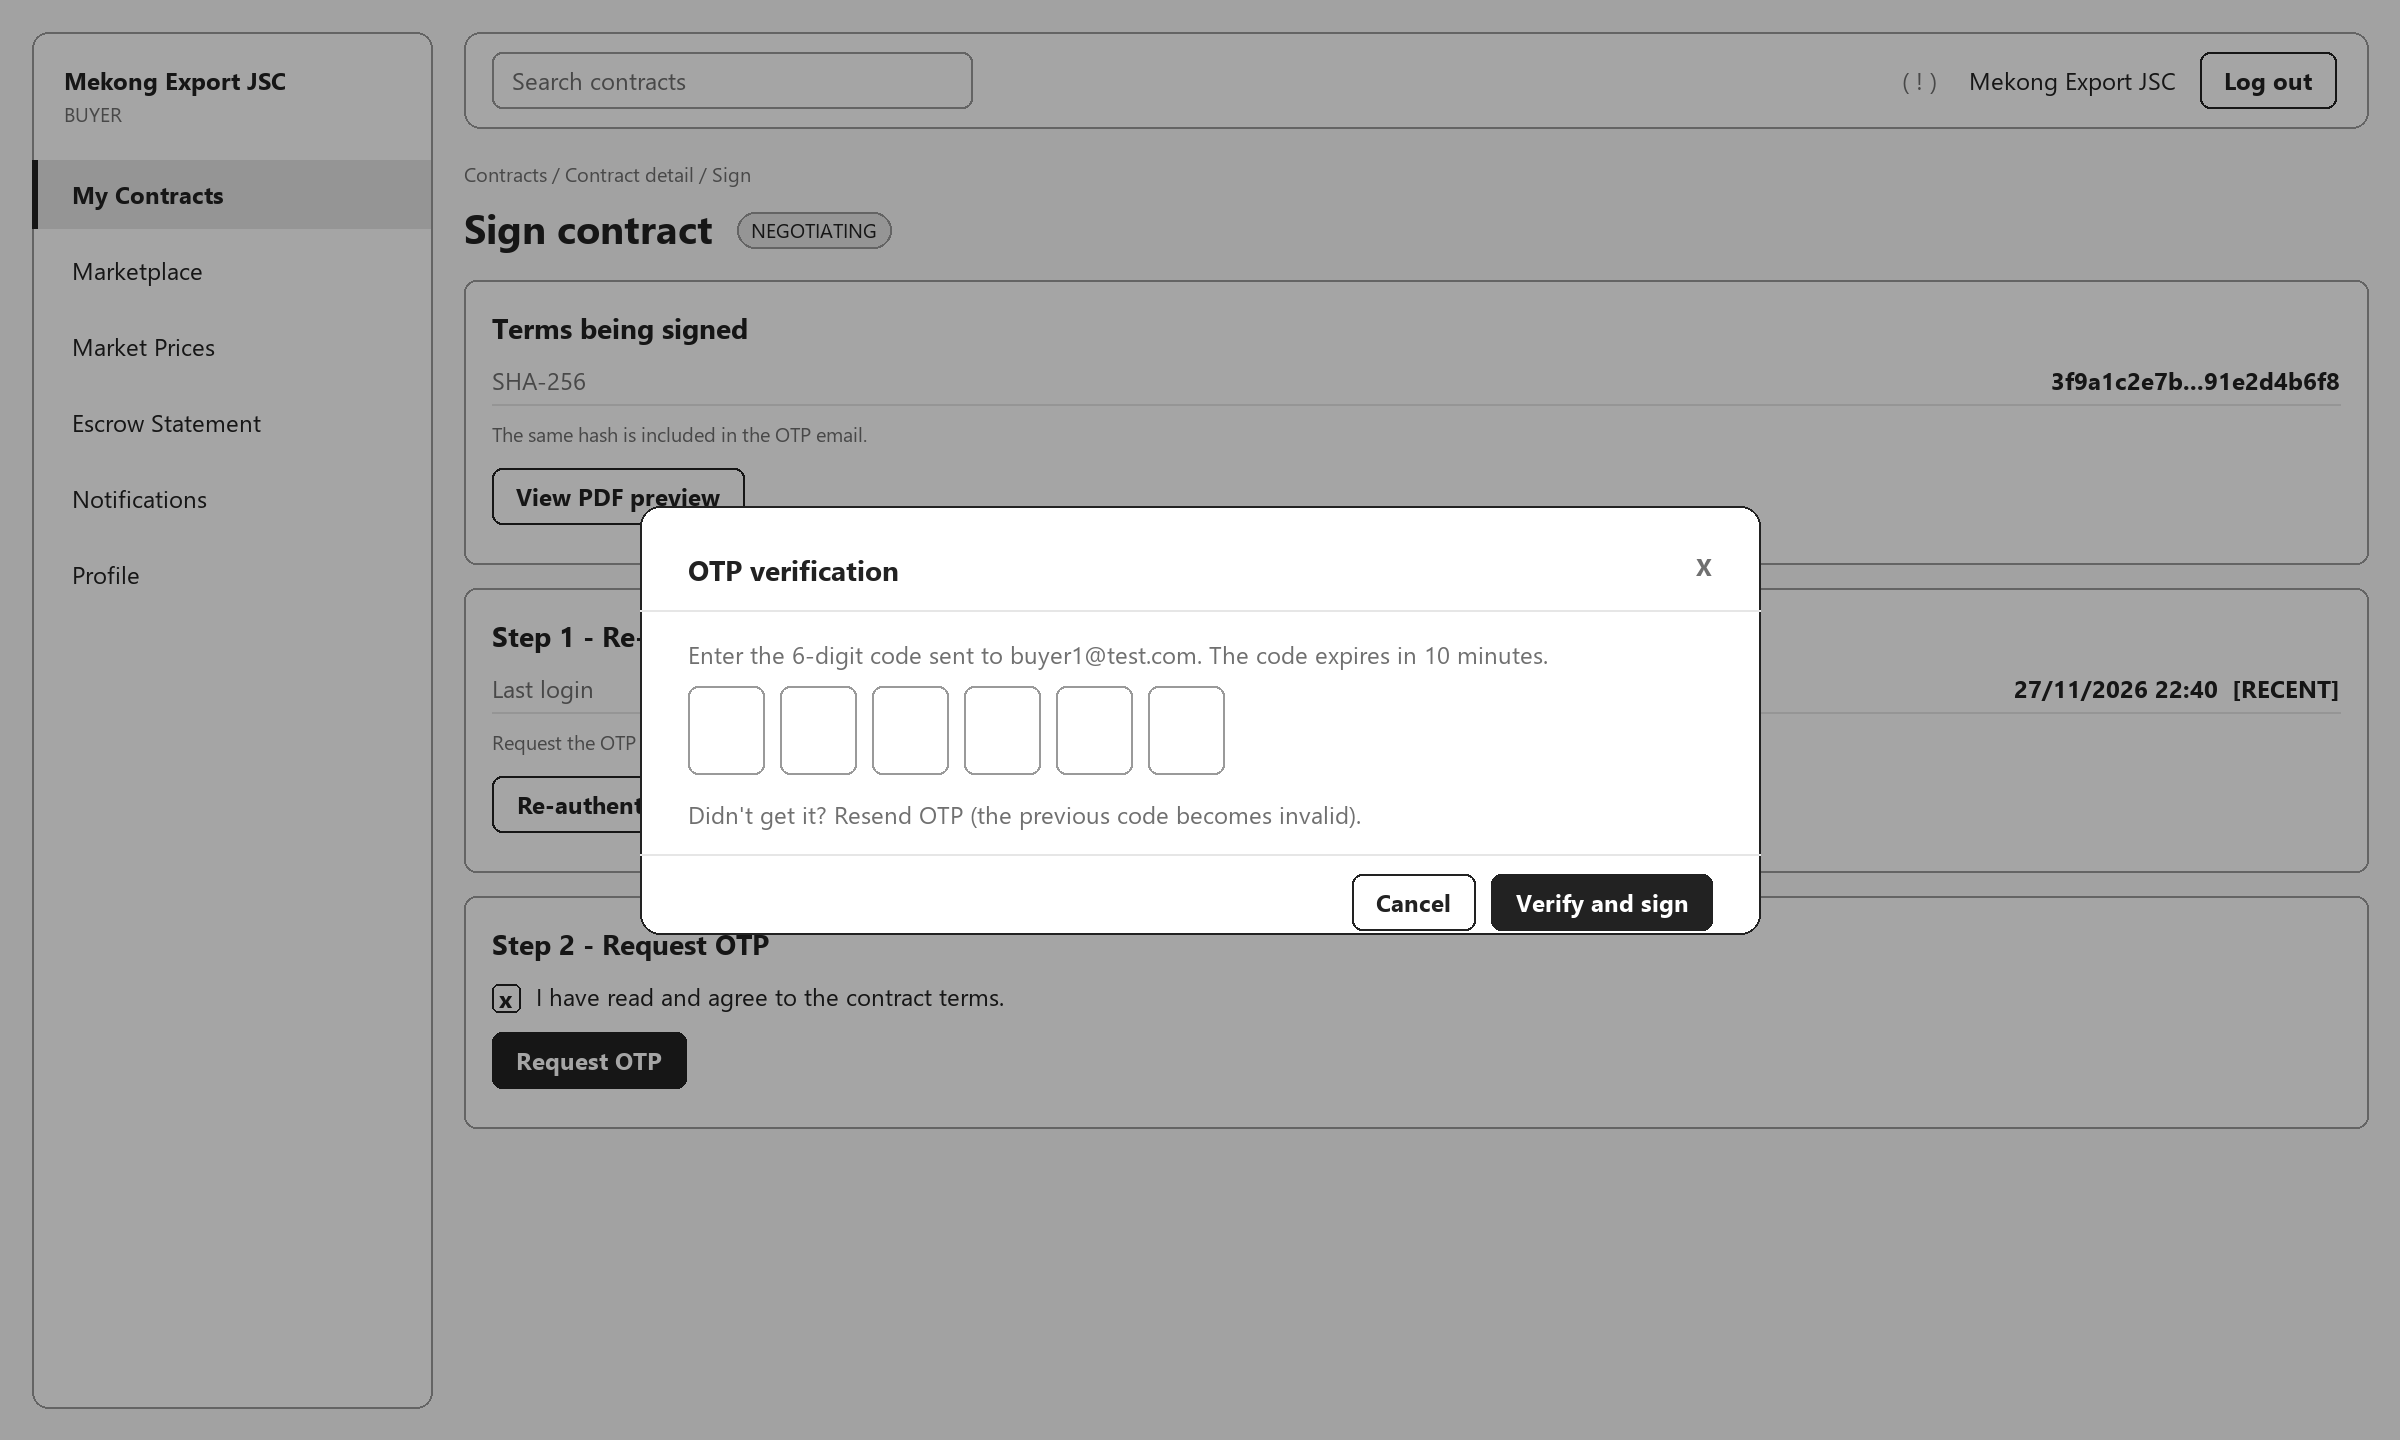 Mekong Export JSC
BUYER
My Contracts
Marketplace
Market Prices
Escrow Statement
Notifications
Profile
Search contracts
( ! ) Mekong Export JSC Log out
Contracts / Contract detail / Sign
Sign contract NEGOTIATING
Terms being signed
SHA-256 3f9a1c2e7b...91e2d4b6f8
The same hash is included in the OTP email.
View PDF preview
OTP verification X
Enter the 6-digit code sent to buyer1@test.com. The code expires in 10 minutes.
Didn't get it? Resend OTP (the previous code becomes invalid).
Cancel Verify and sign
Step 1 - Re-
Last login 27/11/2026 22:40 [RECENT]
Request the OTP
Re-authent
Step 2 - Request OTP
x I have read and agree to the contract terms.
Request OTP